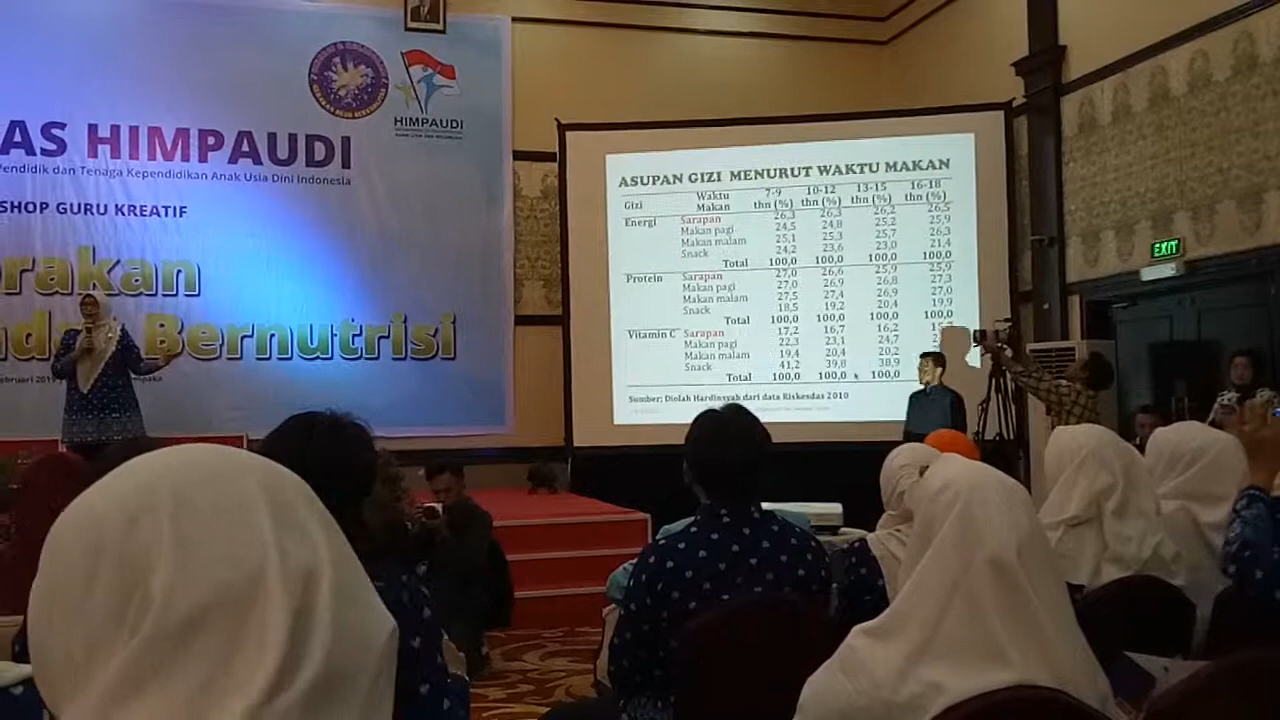 HIMPAUDI
AS HIMPAUDI
Pendidik dan Tenaga Kependidikan Anak Usia Dini Indonesia
SHOP GURU KREATIF
rakan
Bernutrisi
ebruari 2019
ASUPAN GIZI MENURUT WAKTU MAKAN
Gizi Waktu Makan 7-9 thn (%) 10-12 thn (%) 13-15 thn (%) 16-18 thn (%)
Energi Sarapan 26,3 26,3 26,2 26,5
Makan pagi 24,5 24,8 25,2 25,9
Makan malam 25,1 25,3 25,7 26,3
Snack 24,2 23,6 23,0 21,4
Total 100,0 100,0 100,0 100,0
Protein Sarapan 27,0 26,6 25,9 25,9
Makan pagi 27,0 26,9 26,8 27,3
Makan malam 27,5 27,4 26,9 27,0
Snack 18,5 19,2 20,4 19,9
Total 100,0 100,0 100,0 100,0
Vitamin C Sarapan 17,2 16,7 16,2
Makan pagi 22,3 23,1 24,7
Makan malam 19,4 20,4 20,2
Snack 41,2 39,8 38,9
Total 100,0 100,0 100,0
Sumber: Diolah Hardinsyah dari data Riskesdas 2010
EXIT